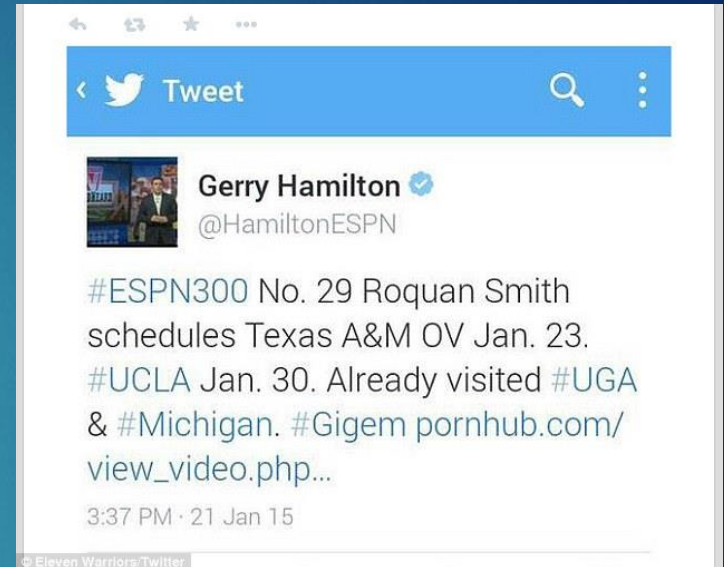 Tweet
Gerry Hamilton
@HamiltonESPN
#ESPN300 No. 29 Roquan Smith
schedules Texas A&M OV Jan. 23.
#UCLA Jan. 30. Already visited #UGA
& #Michigan. #Gigem pornhub.com/
view_video.php...
3:37 PM · 21 Jan 15
© Eleven Warriors/Twitter